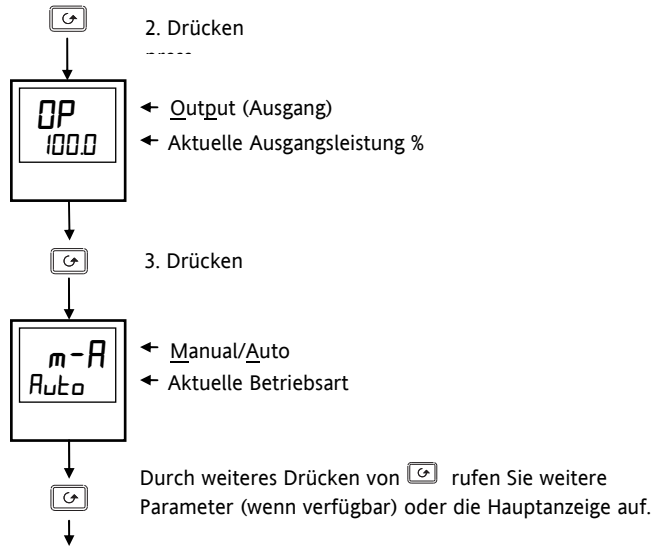 2. Drücken
OP
100.0
← Output (Ausgang)
← Aktuelle Ausgangsleistung %
3. Drücken
m-A
Auto
← Manual/Auto
← Aktuelle Betriebsart
Durch weiteres Drücken von rufen Sie weitere
Parameter (wenn verfügbar) oder die Hauptanzeige auf.